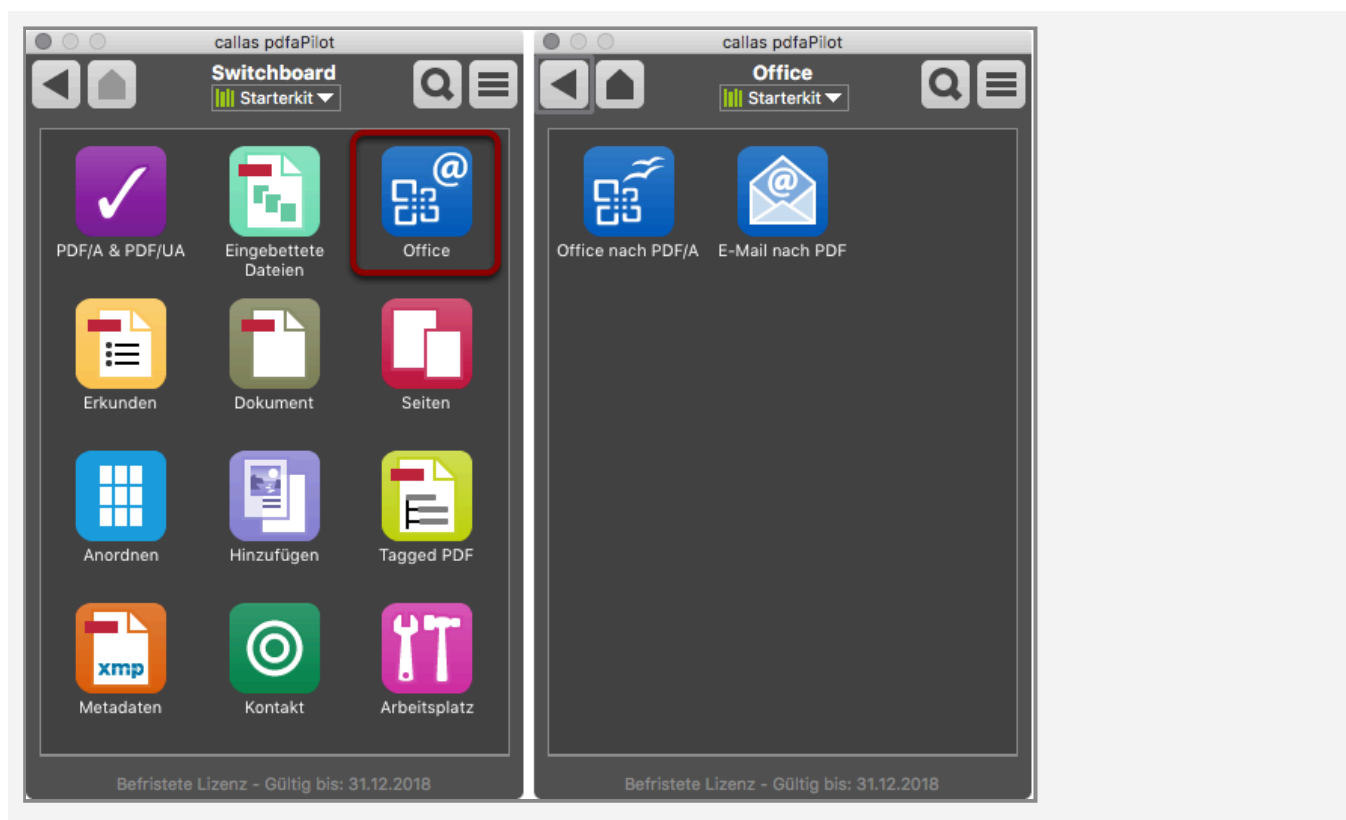 callas pdfaPilot
Switchboard
Starterkit
PDF/A & PDF/UA
Eingebettete
Dateien
@
Office
Erkunden
Dokument
Seiten
Anordnen
Hinzufügen
Tagged PDF
xmp
Metadaten
Kontakt
Arbeitsplatz
Befristete Lizenz - Gültig bis: 31.12.2018
callas pdfaPilot
Office
Starterkit
Office nach PDF/A
@
E-Mail nach PDF
Befristete Lizenz - Gültig bis: 31.12.2018